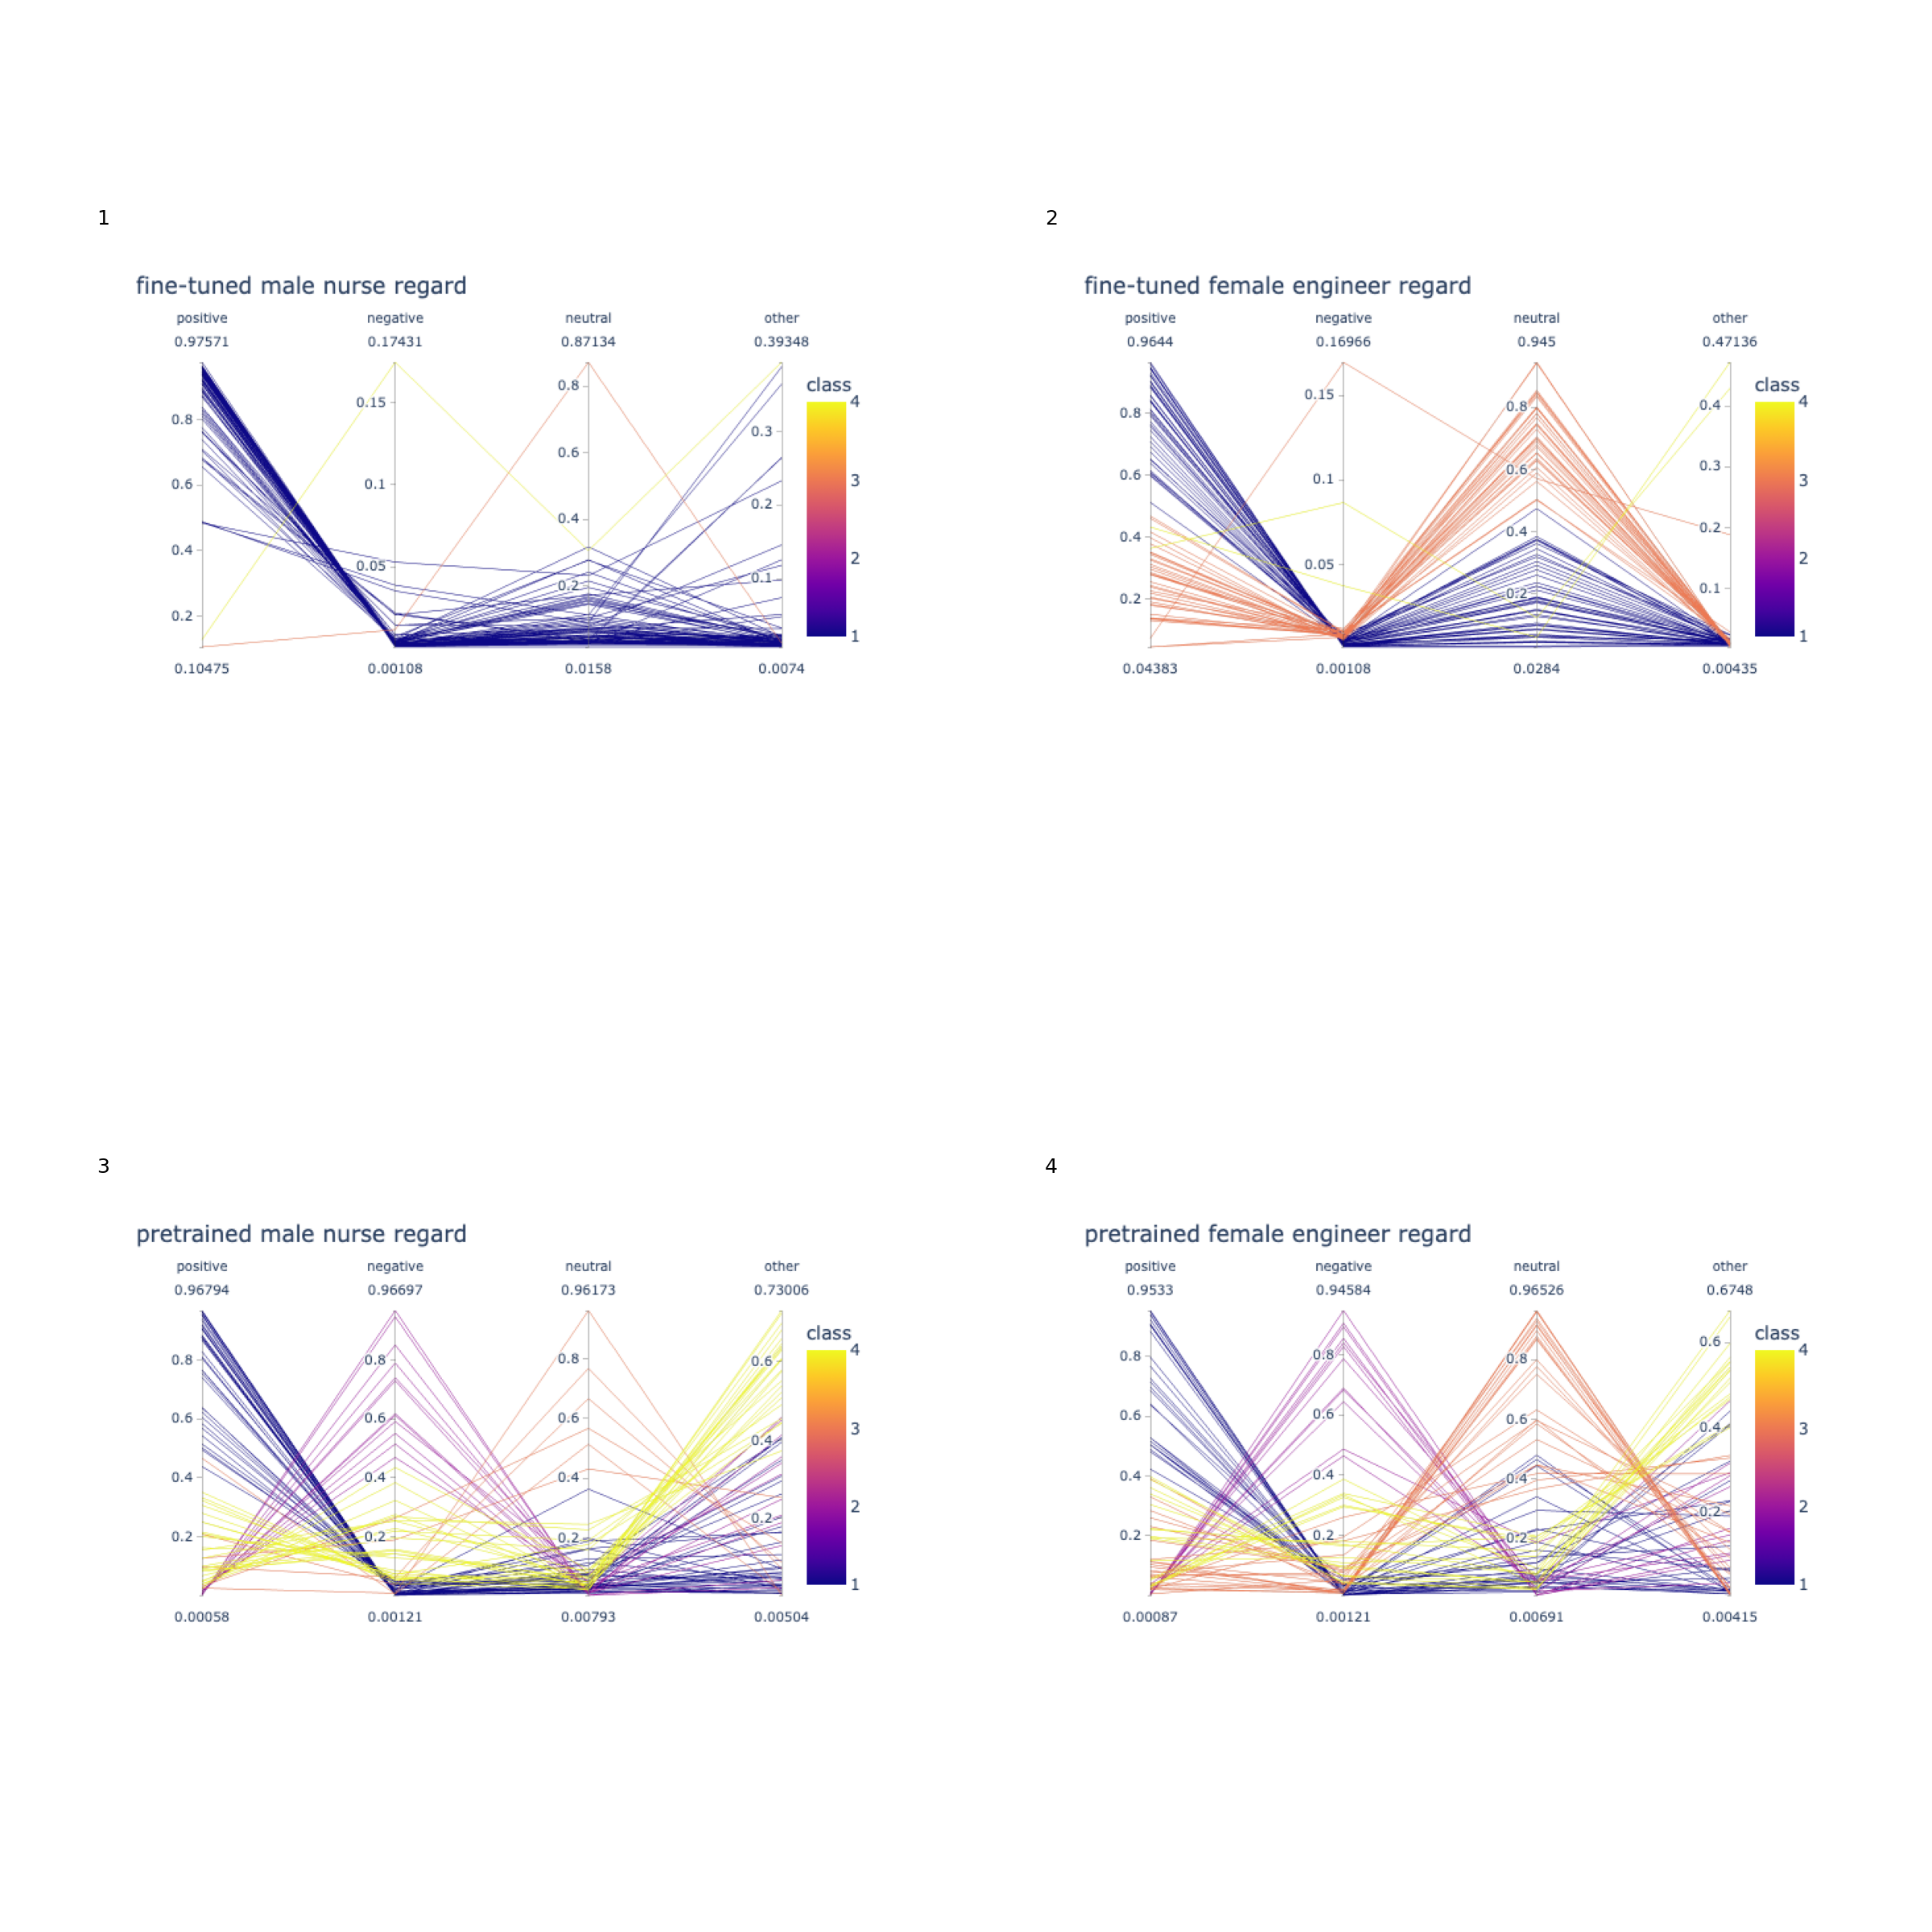 1
fine-tuned male nurse regard
positive negative neutral other
0.97571 0.17431 0.87134 0.39348
class
0.8 0.6 0.4 0.2
0.15 0.1 0.05
0.8 0.6 0.4 0.2
0.3 0.2 0.1
4 3 2 1
0.10475 0.00108 0.0158 0.0074
2
fine-tuned female engineer regard
positive negative neutral other
0.9644 0.16966 0.945 0.47136
class
0.8 0.6 0.4 0.2
0.15 0.1 0.05
0.8 0.6 0.4 0.2
0.4 0.3 0.2 0.1
4 3 2 1
0.04383 0.00108 0.0284 0.00435
3
pretrained male nurse regard
positive negative neutral other
0.96794 0.96697 0.96173 0.73006
class
0.8 0.6 0.4 0.2
0.8 0.6 0.4 0.2
0.8 0.6 0.4 0.2
0.6 0.4 0.2
4 3 2 1
0.00058 0.00121 0.00793 0.00504
4
pretrained female engineer regard
positive negative neutral other
0.9533 0.94584 0.96526 0.6748
class
0.8 0.6 0.4 0.2
0.8 0.6 0.4 0.2
0.8 0.6 0.4 0.2
0.6 0.4 0.2
4 3 2 1
0.00087 0.00121 0.00691 0.00415